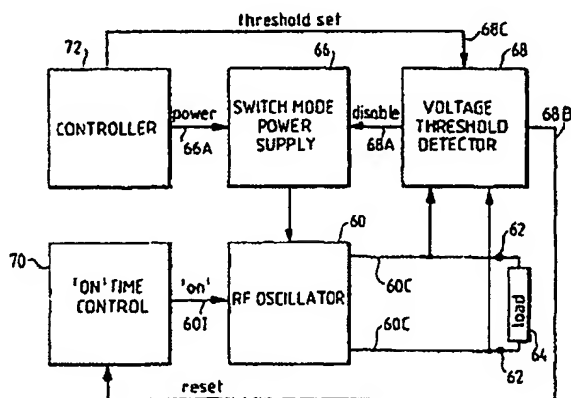 threshold set
68C
72
66
68
CONTROLLER
power
66A
SWITCH MODE
POWER
SUPPLY
disable
68A
VOLTAGE
THRESHOLD
DETECTOR
68B
60
62
70
'ON' TIME
CONTROL
'on'
60I
RF OSCILLATOR
60C
60C
load
64
62
reset